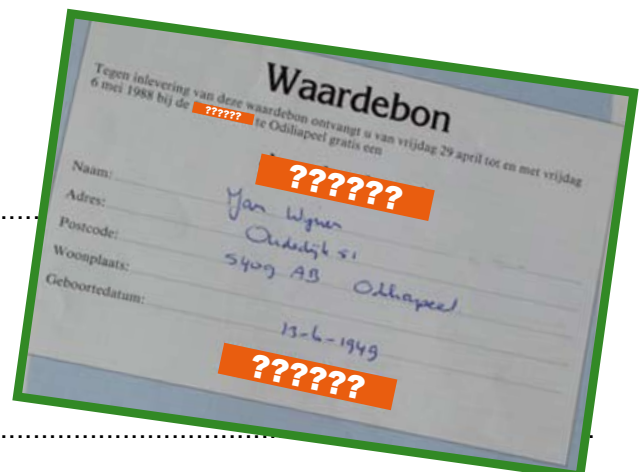 Waardebon
Tegen inlevering van deze waardebon ontvangt u van vrijdag 29 april tot en met vrijdag
6 mei 1988 bij de ?????? te Odiliapeel gratis een
??????
Naam: Jan Wijnen
Adres: Oudedijk 51
Postcode: 5409 AB Odiliapeel
Woonplaats:
Geboortedatum: 13-6-1949
??????